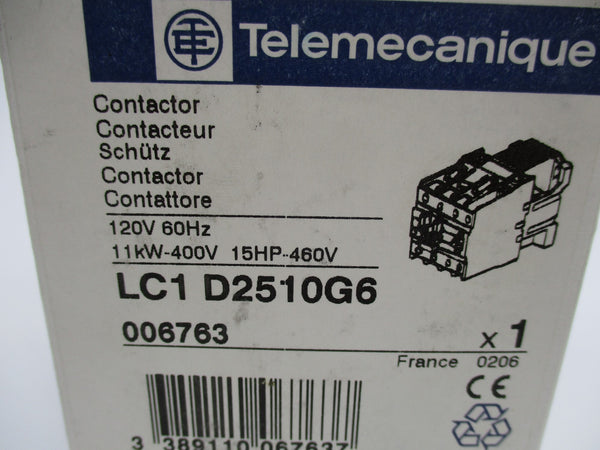 Telemecanique
Contactor
Contacteur
Schütz
Contactor
Contattore
120V 60Hz
11kW-400V 15HP-460V
LC1 D2510G6
006763
x 1
France 0206
CE
3 389110 067637